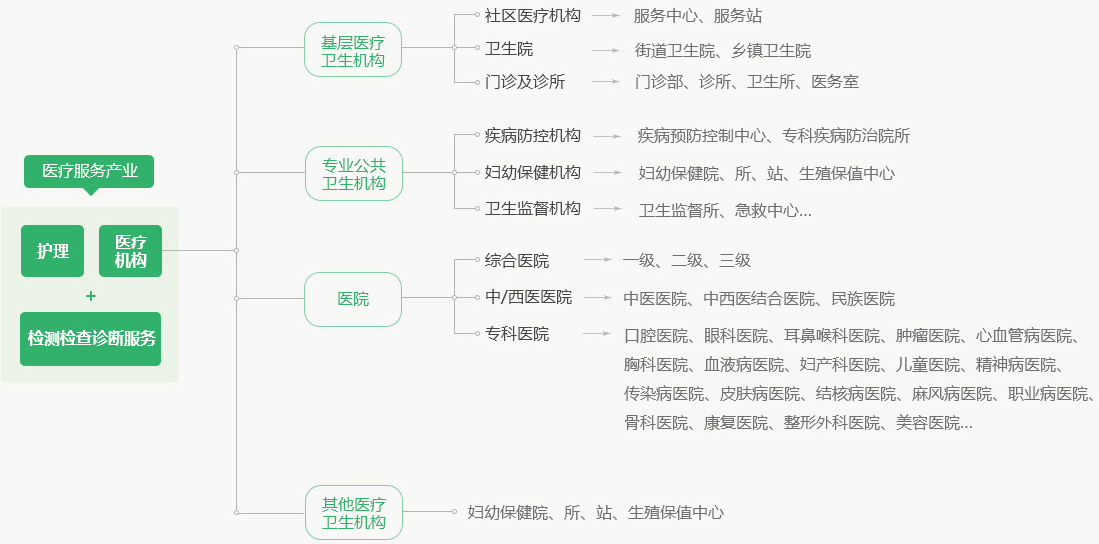 医疗服务产业
护理
医疗
机构
+
检测检查诊断服务
基层医疗
卫生机构
社区医疗机构
服务中心、服务站
卫生院
街道卫生院、乡镇卫生院
门诊及诊所
门诊部、诊所、卫生所、医务室
专业公共
卫生机构
疾病防控机构
疾病预防控制中心、专科疾病防治院所
妇幼保健机构
妇幼保健院、所、站、生殖保值中心
卫生监督机构
卫生监督所、急救中心...
医院
综合医院
一级、二级、三级
中/西医医院
中医医院、中西医结合医院、民族医院
专科医院
口腔医院、眼科医院、耳鼻喉科医院、肿瘤医院、心血管病医院、
胸科医院、血液病医院、妇产科医院、儿童医院、精神病医院、
传染病医院、皮肤病医院、结核病医院、麻风病医院、职业病医院、
骨科医院、康复医院、整形外科医院、美容医院...
其他医疗
卫生机构
妇幼保健院、所、站、生殖保值中心